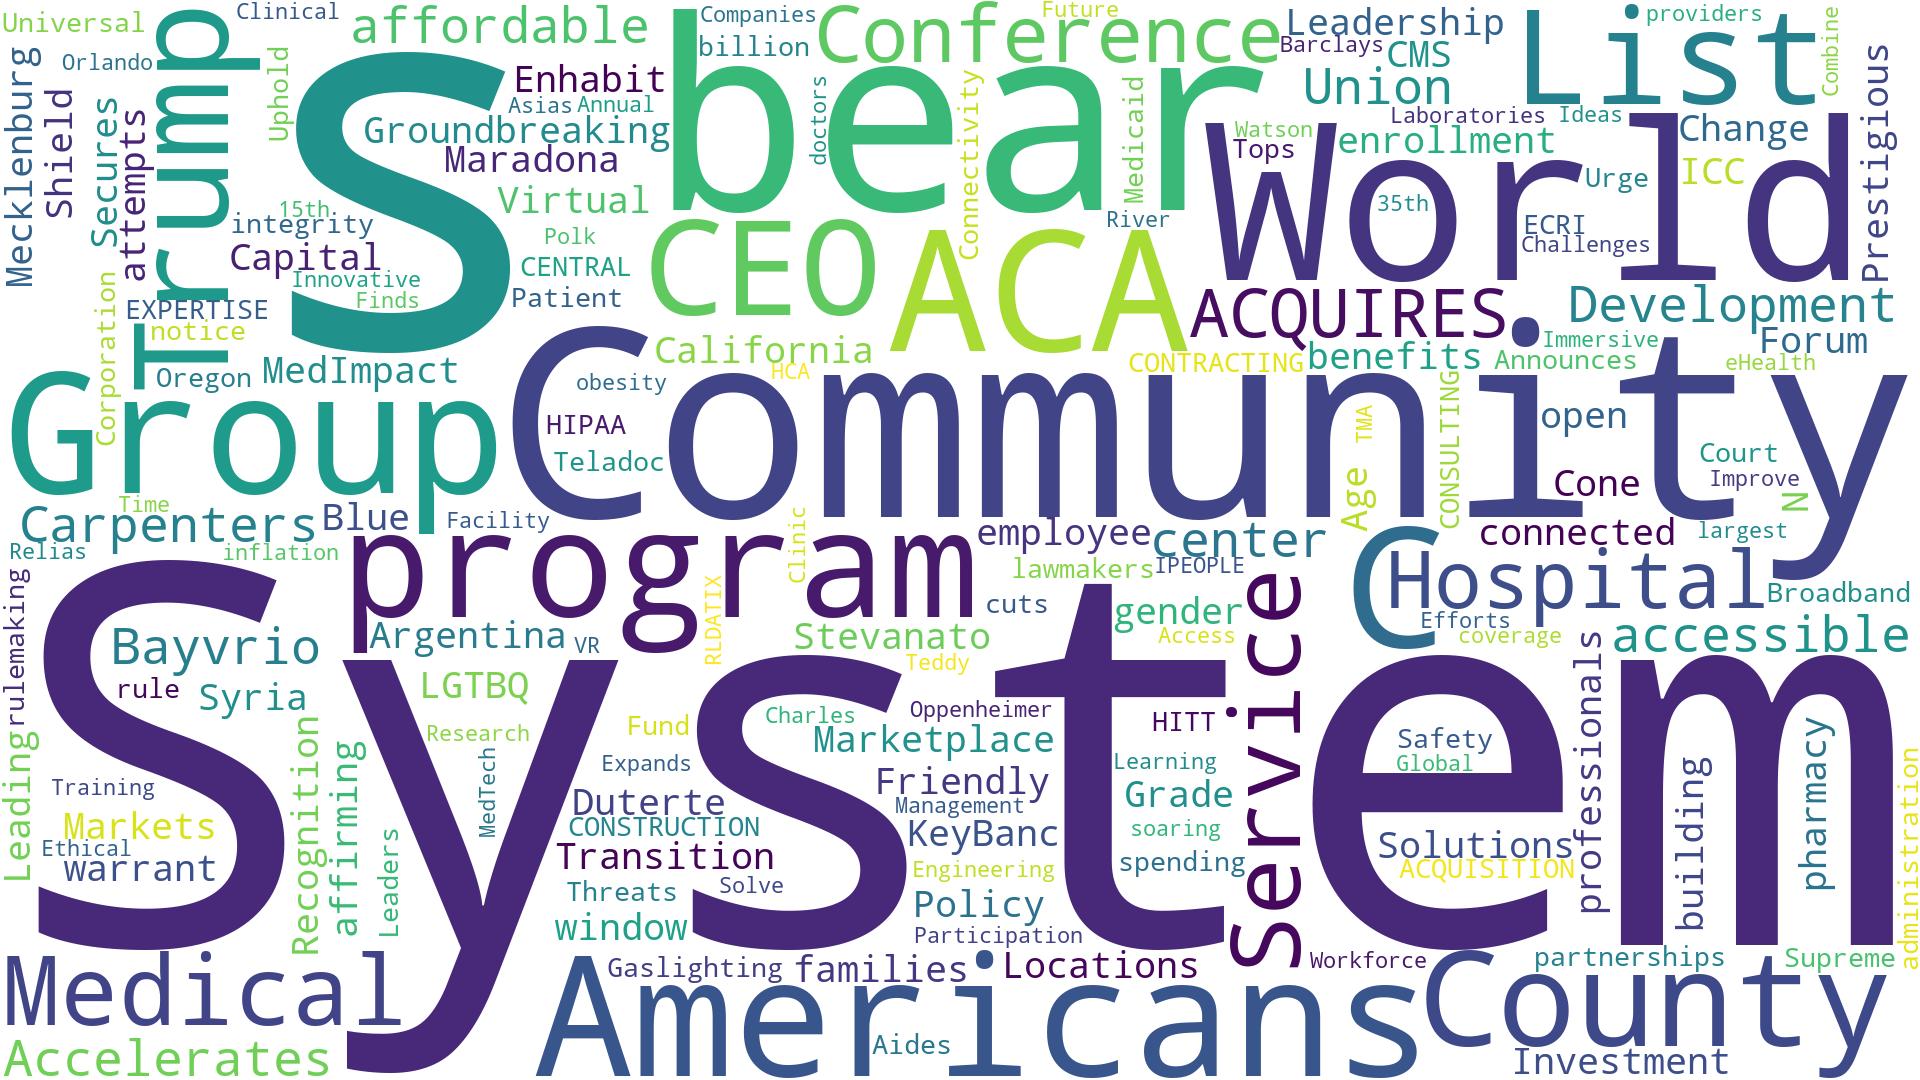 Universal
Clinical
affordable
Companies
billion
Conference
Future
Leadership
Barclays
CMS
List
providers
Combine
Orlando
Trump
Uphold
S
Enhabit
Asias
Annual
bear
doctors
Connectivity
Medicaid
Union
Laboratories
Ideas
Mecklenburg
Shield
Secures
attempts
Groundbreaking
Maradona
Virtual
Watson
Tops
enrollment
Change
Prestigious
World
ICC
Urge
35th
15th
integrity
Capital
Innovative
Finds
Polk
CENTRAL
Patient
CEO
ACA
River
ECRI
Challenges
Corporation
EXPERTISE
notice
Oregon
MedImpact
California
HCA
ACQUIRES
Development
Immersive
Forum
CONTRACTING
benefits
Announces
eHealth
Group
Community
obesity
HIPAA
Teladoc
TMA
Age
CONSULTING
open
Court
Improve
Cone
N
Time
Carpenters
Blue
Facility
Clinic
employee
center
connected
largest
Relias
inflation
program
RLDATIX
lawmakers
IPEOPLE
cuts
C
Hospital
Broadband
rulemaking
Bayvrio
Argentina
VR
Stevanato
gender
Access
Efforts
coverage
accessible
Teddy
rule
Syria
LGTBQ
System
Service
professionals
Leading
Recognition
affirming
Research
MedTech
Fund
Charles
Oppenheimer
HITT
Marketplace
Safety
Global
Expands
Learning
Training
Markets
Ethical
warrant
Leaders
Duterte
CONSTRUCTION
Transition
Friendly
Management
KeyBanc
Grade
soaring
Solutions
ACQUISITION
building
pharmacy
administration
Threats
Solve
Engineering
spending
window
Policy
Participation
Medical
Gaslighting
families
Locations
Workforce
partnerships
Supreme
Americans
County
Accelerates
Aides
Investment